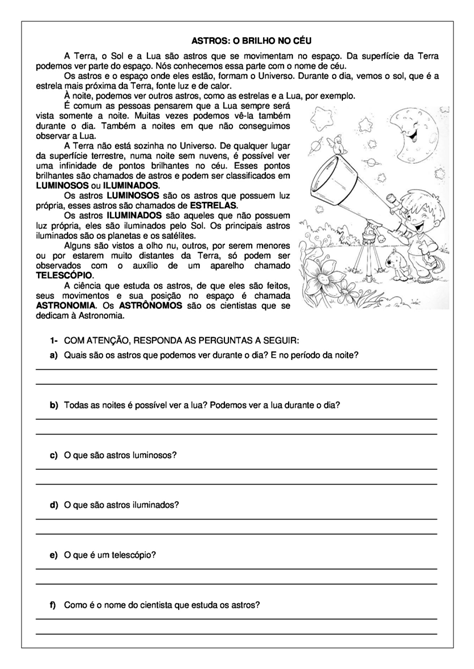 ASTROS: O BRILHO NO CÉU
A Terra, o Sol e a Lua são astros que se movimentam no espaço. Da superfície da Terra
podemos ver parte do espaço. Nós conhecemos essa parte com o nome de céu.
Os astros e o espaço onde eles estão, formam o Universo. Durante o dia, vemos o sol, que é a
estrela mais próxima da Terra, fonte luz e de calor.
À noite, podemos ver outros astros, como as estrelas e a Lua, por exemplo.
É comum as pessoas pensarem que a Lua sempre será
vista somente a noite. Muitas vezes podemos vê-la também
durante o dia. Também a noites em que não conseguimos
observar a Lua.
A Terra não está sozinha no Universo. De qualquer lugar
da superfície terrestre, numa noite sem nuvens, é possível ver
uma infinidade de pontos brilhantes no céu. Esses pontos
brilhantes são chamados de astros e podem ser classificados em
LUMINOSOS ou ILUMINADOS.
Os astros LUMINOSOS são os astros que possuem luz
própria, esses astros são chamados de ESTRELAS.
Os astros ILUMINADOS são aqueles que não possuem
luz própria, eles são iluminados pelo Sol. Os principais astros
iluminados são os planetas e os satélites.
Alguns são vistos a olho nu, outros, por serem menores
ou por estarem muito distantes da Terra, só podem ser
observados com o auxílio de um aparelho chamado
TELESCÓPIO.
A ciência que estuda os astros, de que eles são feitos,
seus movimentos e sua posição no espaço é chamada
ASTRONOMIA. Os ASTRÔNOMOS são os cientistas que se
dedicam à Astronomia.
1- COM ATENÇÃO, RESPONDA AS PERGUNTAS A SEGUIR:
a) Quais são os astros que podemos ver durante o dia? E no período da noite?
b) Todas as noites é possível ver a lua? Podemos ver a lua durante o dia?
c) O que são astros luminosos?
d) O que são astros iluminados?
e) O que é um telescópio?
f) Como é o nome do cientista que estuda os astros?